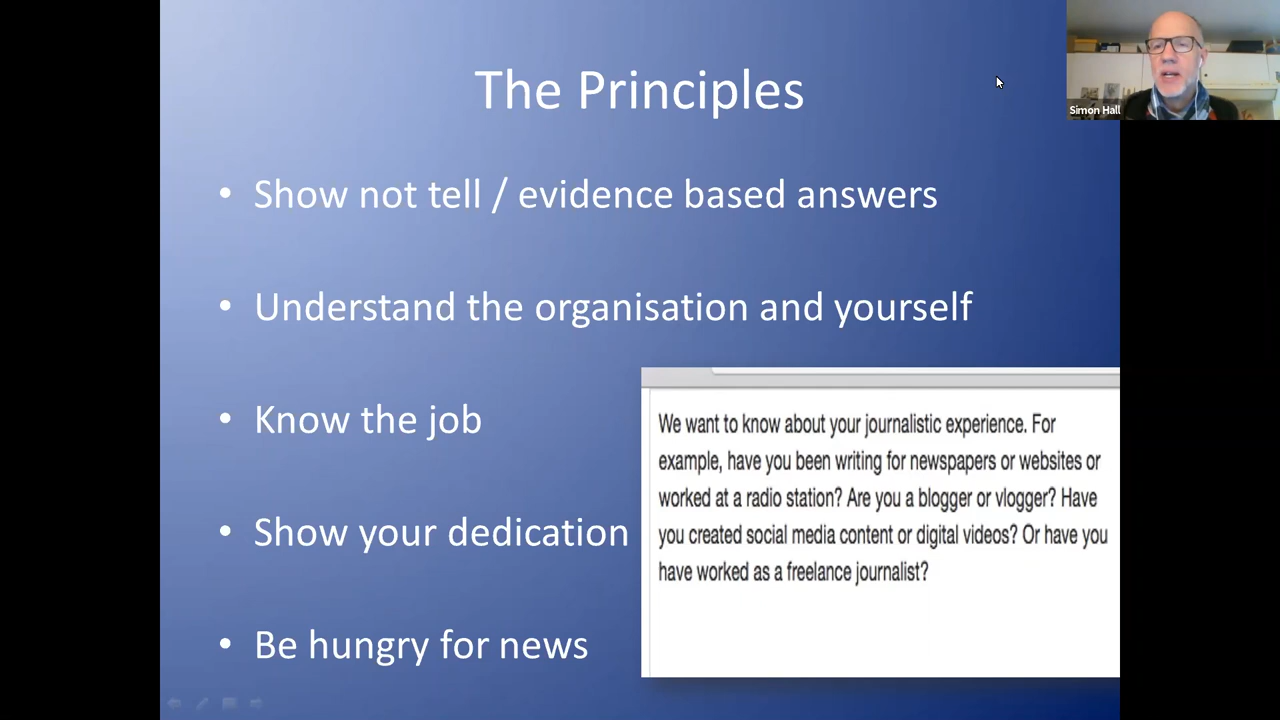 The Principles
Simon Hall
• Show not tell / evidence based answers
• Understand the organisation and yourself
• Know the job
• Show your dedication
• Be hungry for news
We want to know about your journalistic experience. For
example, have you been writing for newspapers or websites or
worked at a radio station? Are you a blogger or vlogger? Have
you created social media content or digital videos? Or have you
have worked as a freelance journalist?